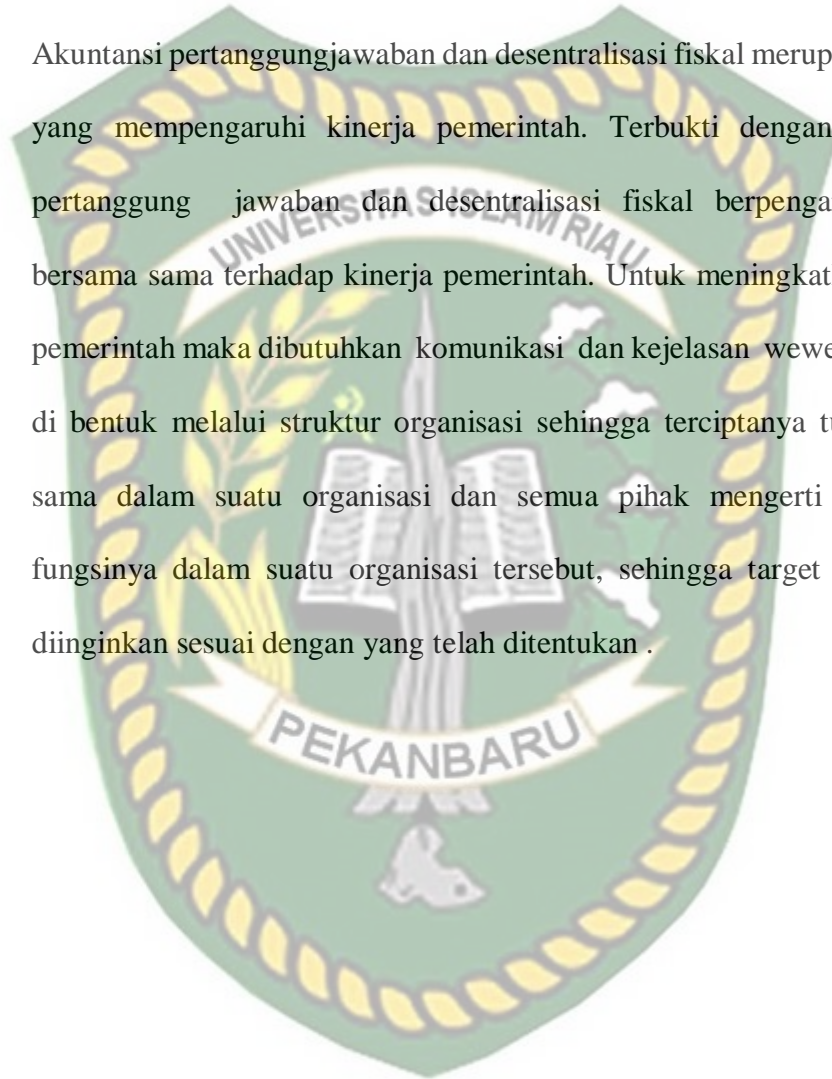 Akuntansi pertanggungjawaban dan desentralisasi fiskal merup
yang mempengaruhi kinerja pemerintah. Terbukti dengan
pertanggung jawaban dan desentralisasi fiskal berpenga
UNIVERSITAS ISLAM RIAU
bersama sama terhadap kinerja pemerintah. Untuk meningkat
pemerintah maka dibutuhkan komunikasi dan kejelasan wewe
di bentuk melalui struktur organisasi sehingga terciptanya tu
sama dalam suatu organisasi dan semua pihak mengerti
fungsinya dalam suatu organisasi tersebut, sehingga target
diinginkan sesuai dengan yang telah ditentukan .
PEKANBARU